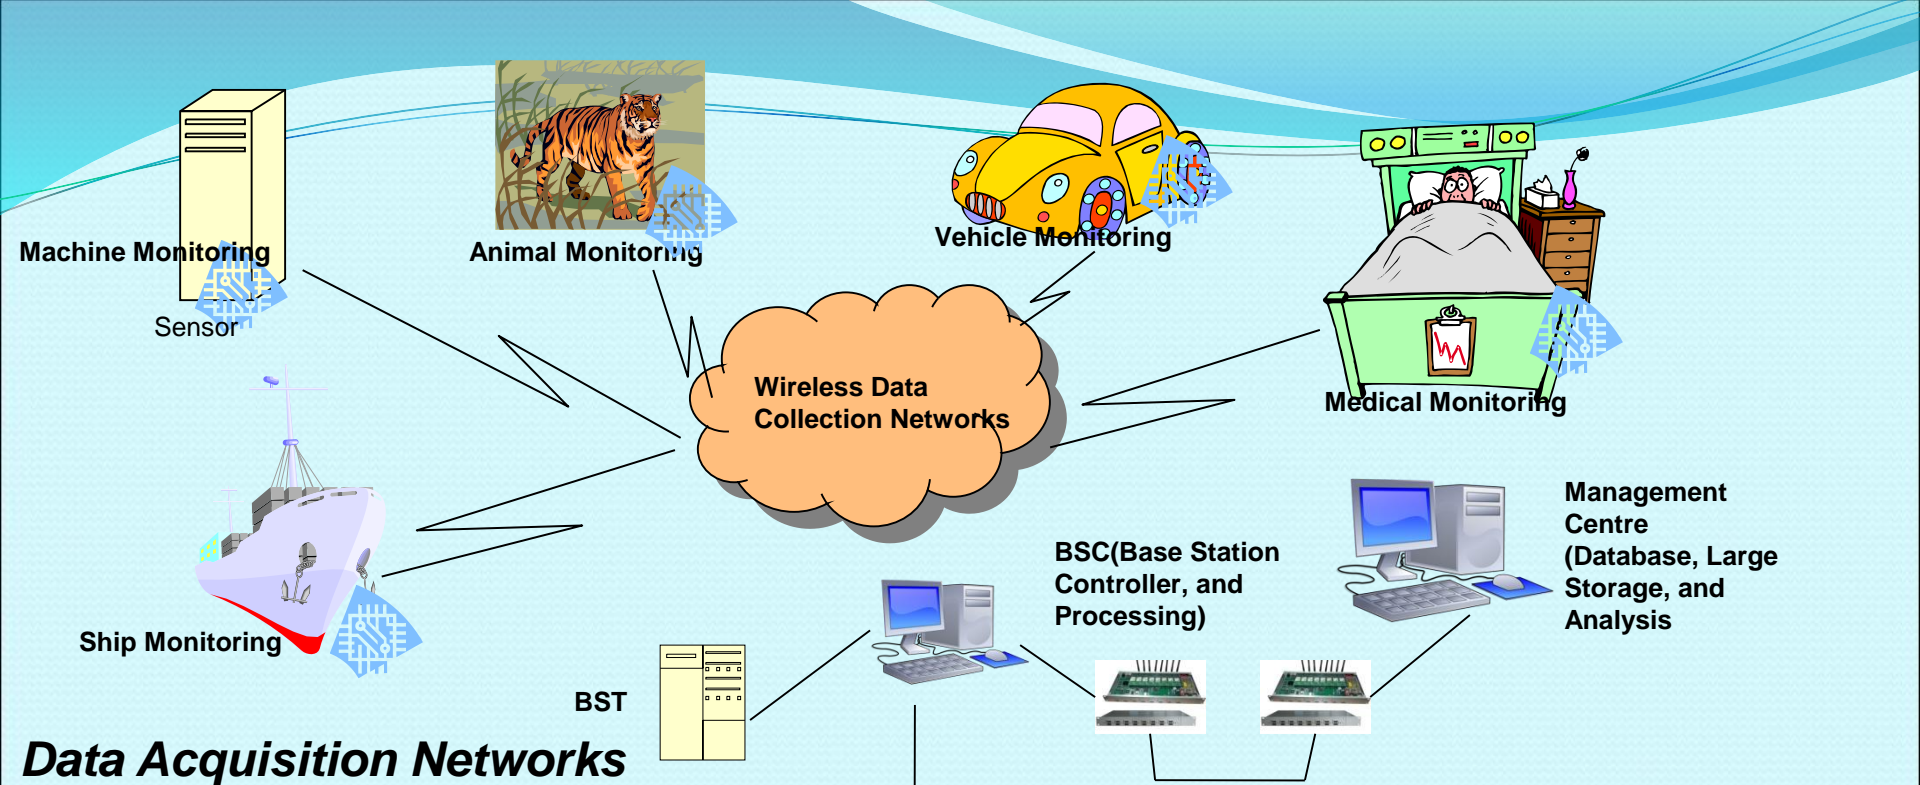 Machine Monitoring
Sensor
Animal Monitoring
Vehicle Monitoring
Medical Monitoring
Wireless Data
Collection Networks
Ship Monitoring
BSC(Base Station
Controller, and
Processing)
Management
Centre
(Database, Large
Storage, and
Analysis
BST
Data Acquisition Networks